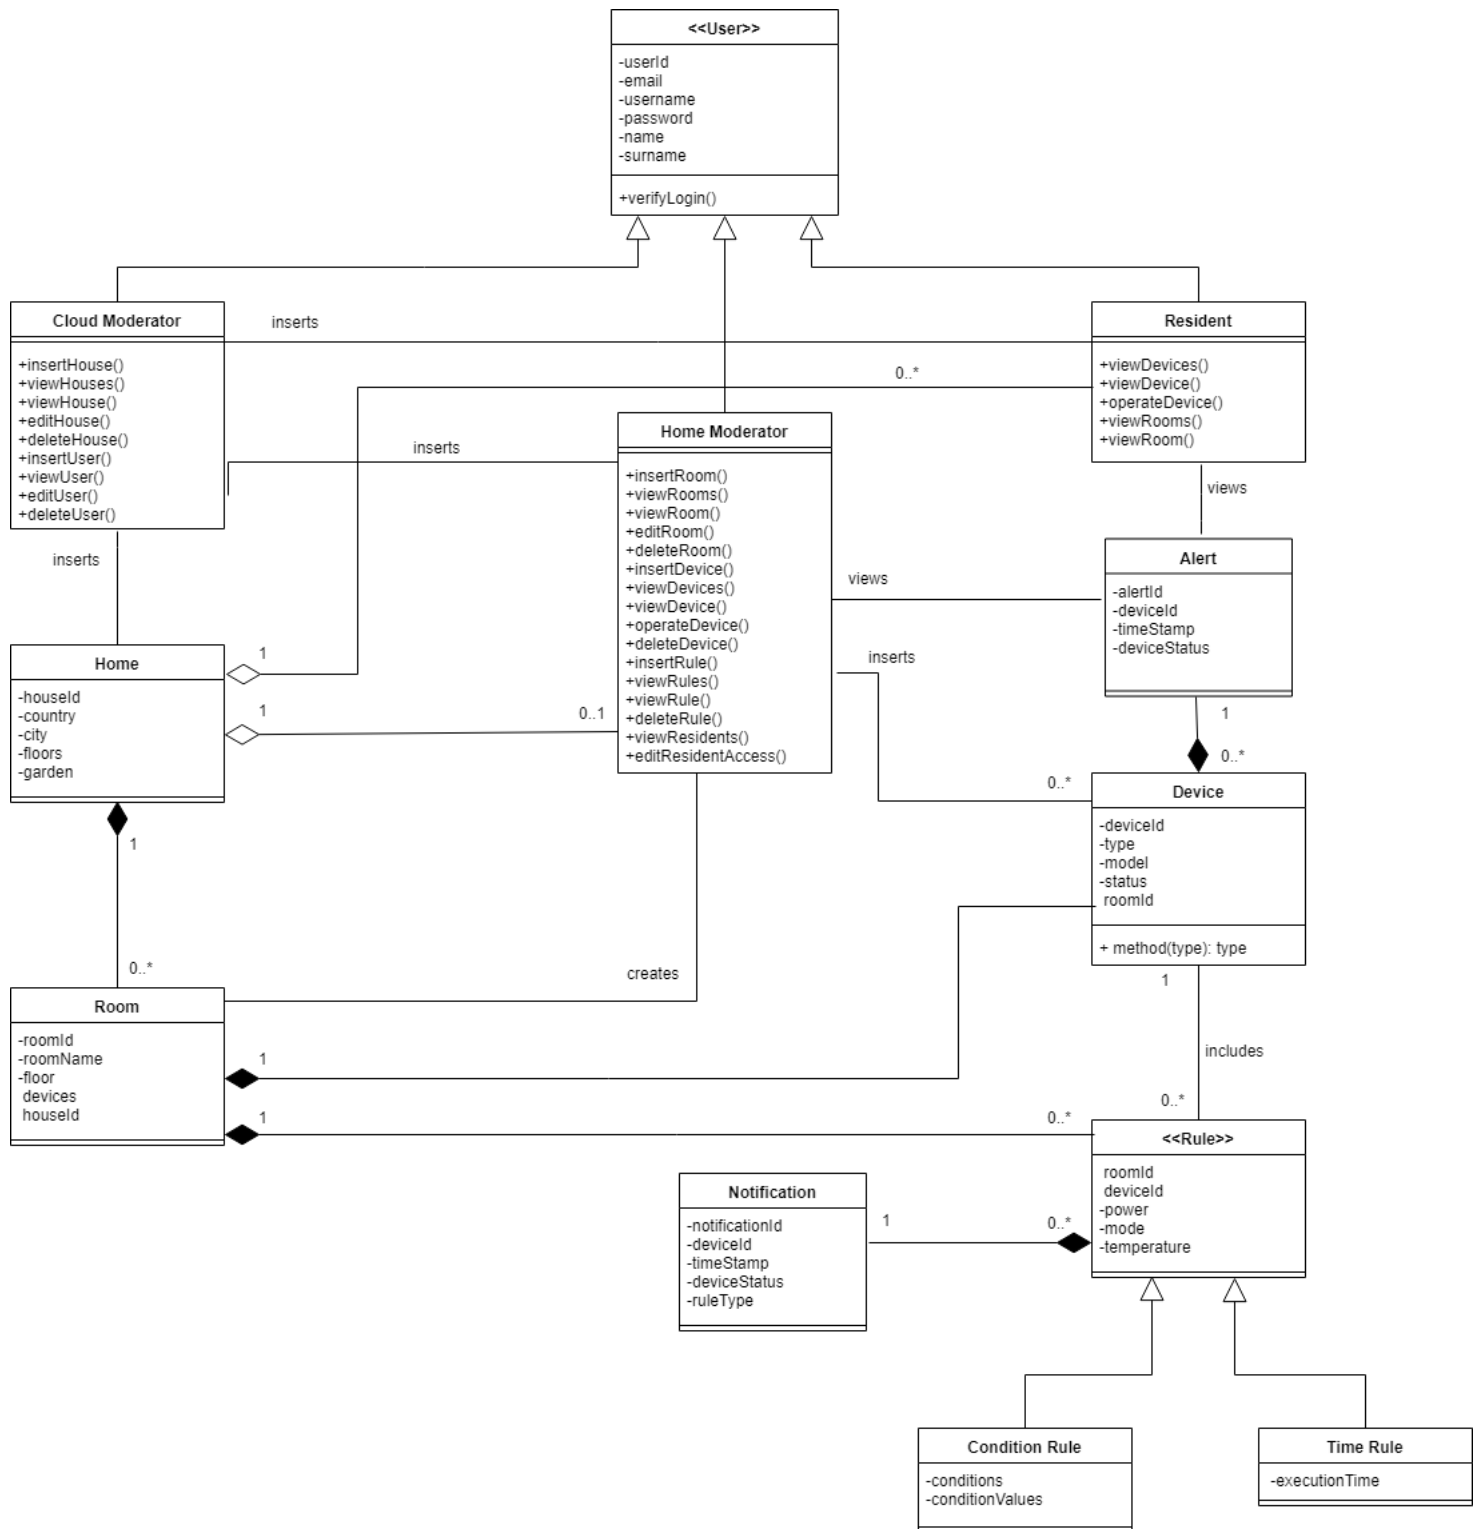 <<User>>
-userId
-email
-username
-password
-name
-surname
+verifyLogin()
Cloud Moderator
+insertHouse()
+viewHouses()
+viewHouse()
+editHouse()
+deleteHouse()
+insertUser()
+viewUser()
+editUser()
+deleteUser()
inserts
Resident
+viewDevices()
+viewDevice()
+operateDevice()
+viewRooms()
+viewRoom()
0..*
inserts
Home Moderator
+insertRoom()
+viewRooms()
+viewRoom()
+editRoom()
+deleteRoom()
+insertDevice()
+viewDevices()
+viewDevice()
+operateDevice()
+deleteDevice()
+insertRule()
+viewRules()
+viewRule()
+deleteRule()
+viewResidents()
+editResidentAccess()
views
inserts
Alert
-alertId
-deviceId
-timeStamp
-deviceStatus
views
Home
-houseId
-country
-city
-floors
-garden
1
1
0..1
inserts
1
0..*
0..*
Device
-deviceId
-type
-model
-status
roomId
+ method(type): type
1
0..*
creates
1
includes
0..*
Room
-roomId
-roomName
-floor
devices
houseId
1
1
0..*
<<Rule>>
roomId
deviceId
-power
-mode
-temperature
Notification
-notificationId
-deviceId
-timeStamp
-deviceStatus
-ruleType
1
0..*
Condition Rule
-conditions
-conditionValues
Time Rule
-executionTime